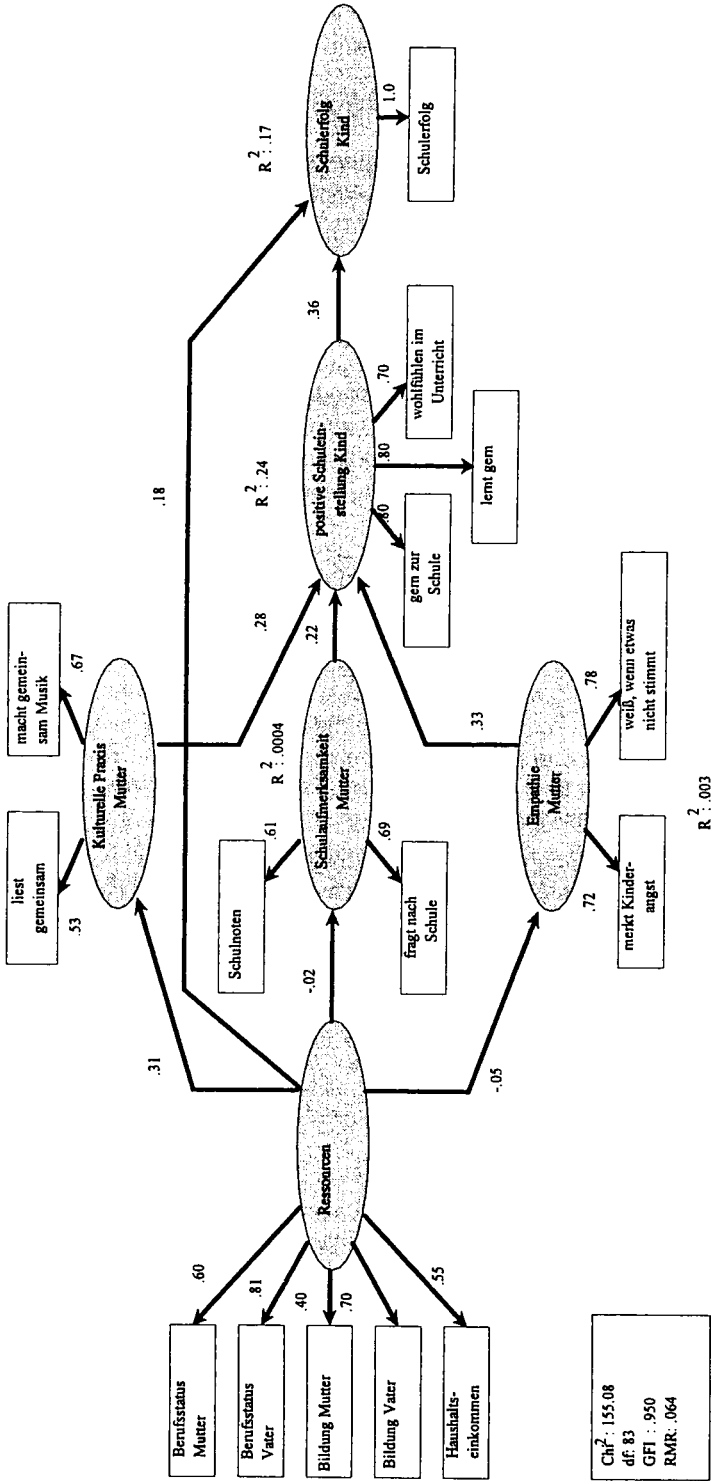 Berufsstatus
Mutter
Berufsstatus
Vater
Bildung Mutter
Bildung Vater
Haushalts-
einkommen
.60
.81
.40
.70
.55
Ressourcen
.31
-.02
-.05
.18
liest
gemeinsam
.53
macht gemein-
sam Musik
.67
Kulturelle Praxis
Mutter
Schulnoten
.61
R2 : .0004
Schulaufmerksamkeit
Mutter
.69
fragt nach
Schule
Empathie
Mutter
.72
.78
merkt Kinder-
angst
weiß, wenn etwas
nicht stimmt
R2 : .003
.28
.22
.33
R2 : .24
positive Schulein-
stellung Kind
.80
.80
.70
gern zur
Schule
lernt gern
wohlfühlen im
Unterricht
.36
R2 : .17
Schulerfolg
Kind
1.0
Schulerfolg
Chi2 : 155.08
df: 83
GFI : .950
RMR: .064